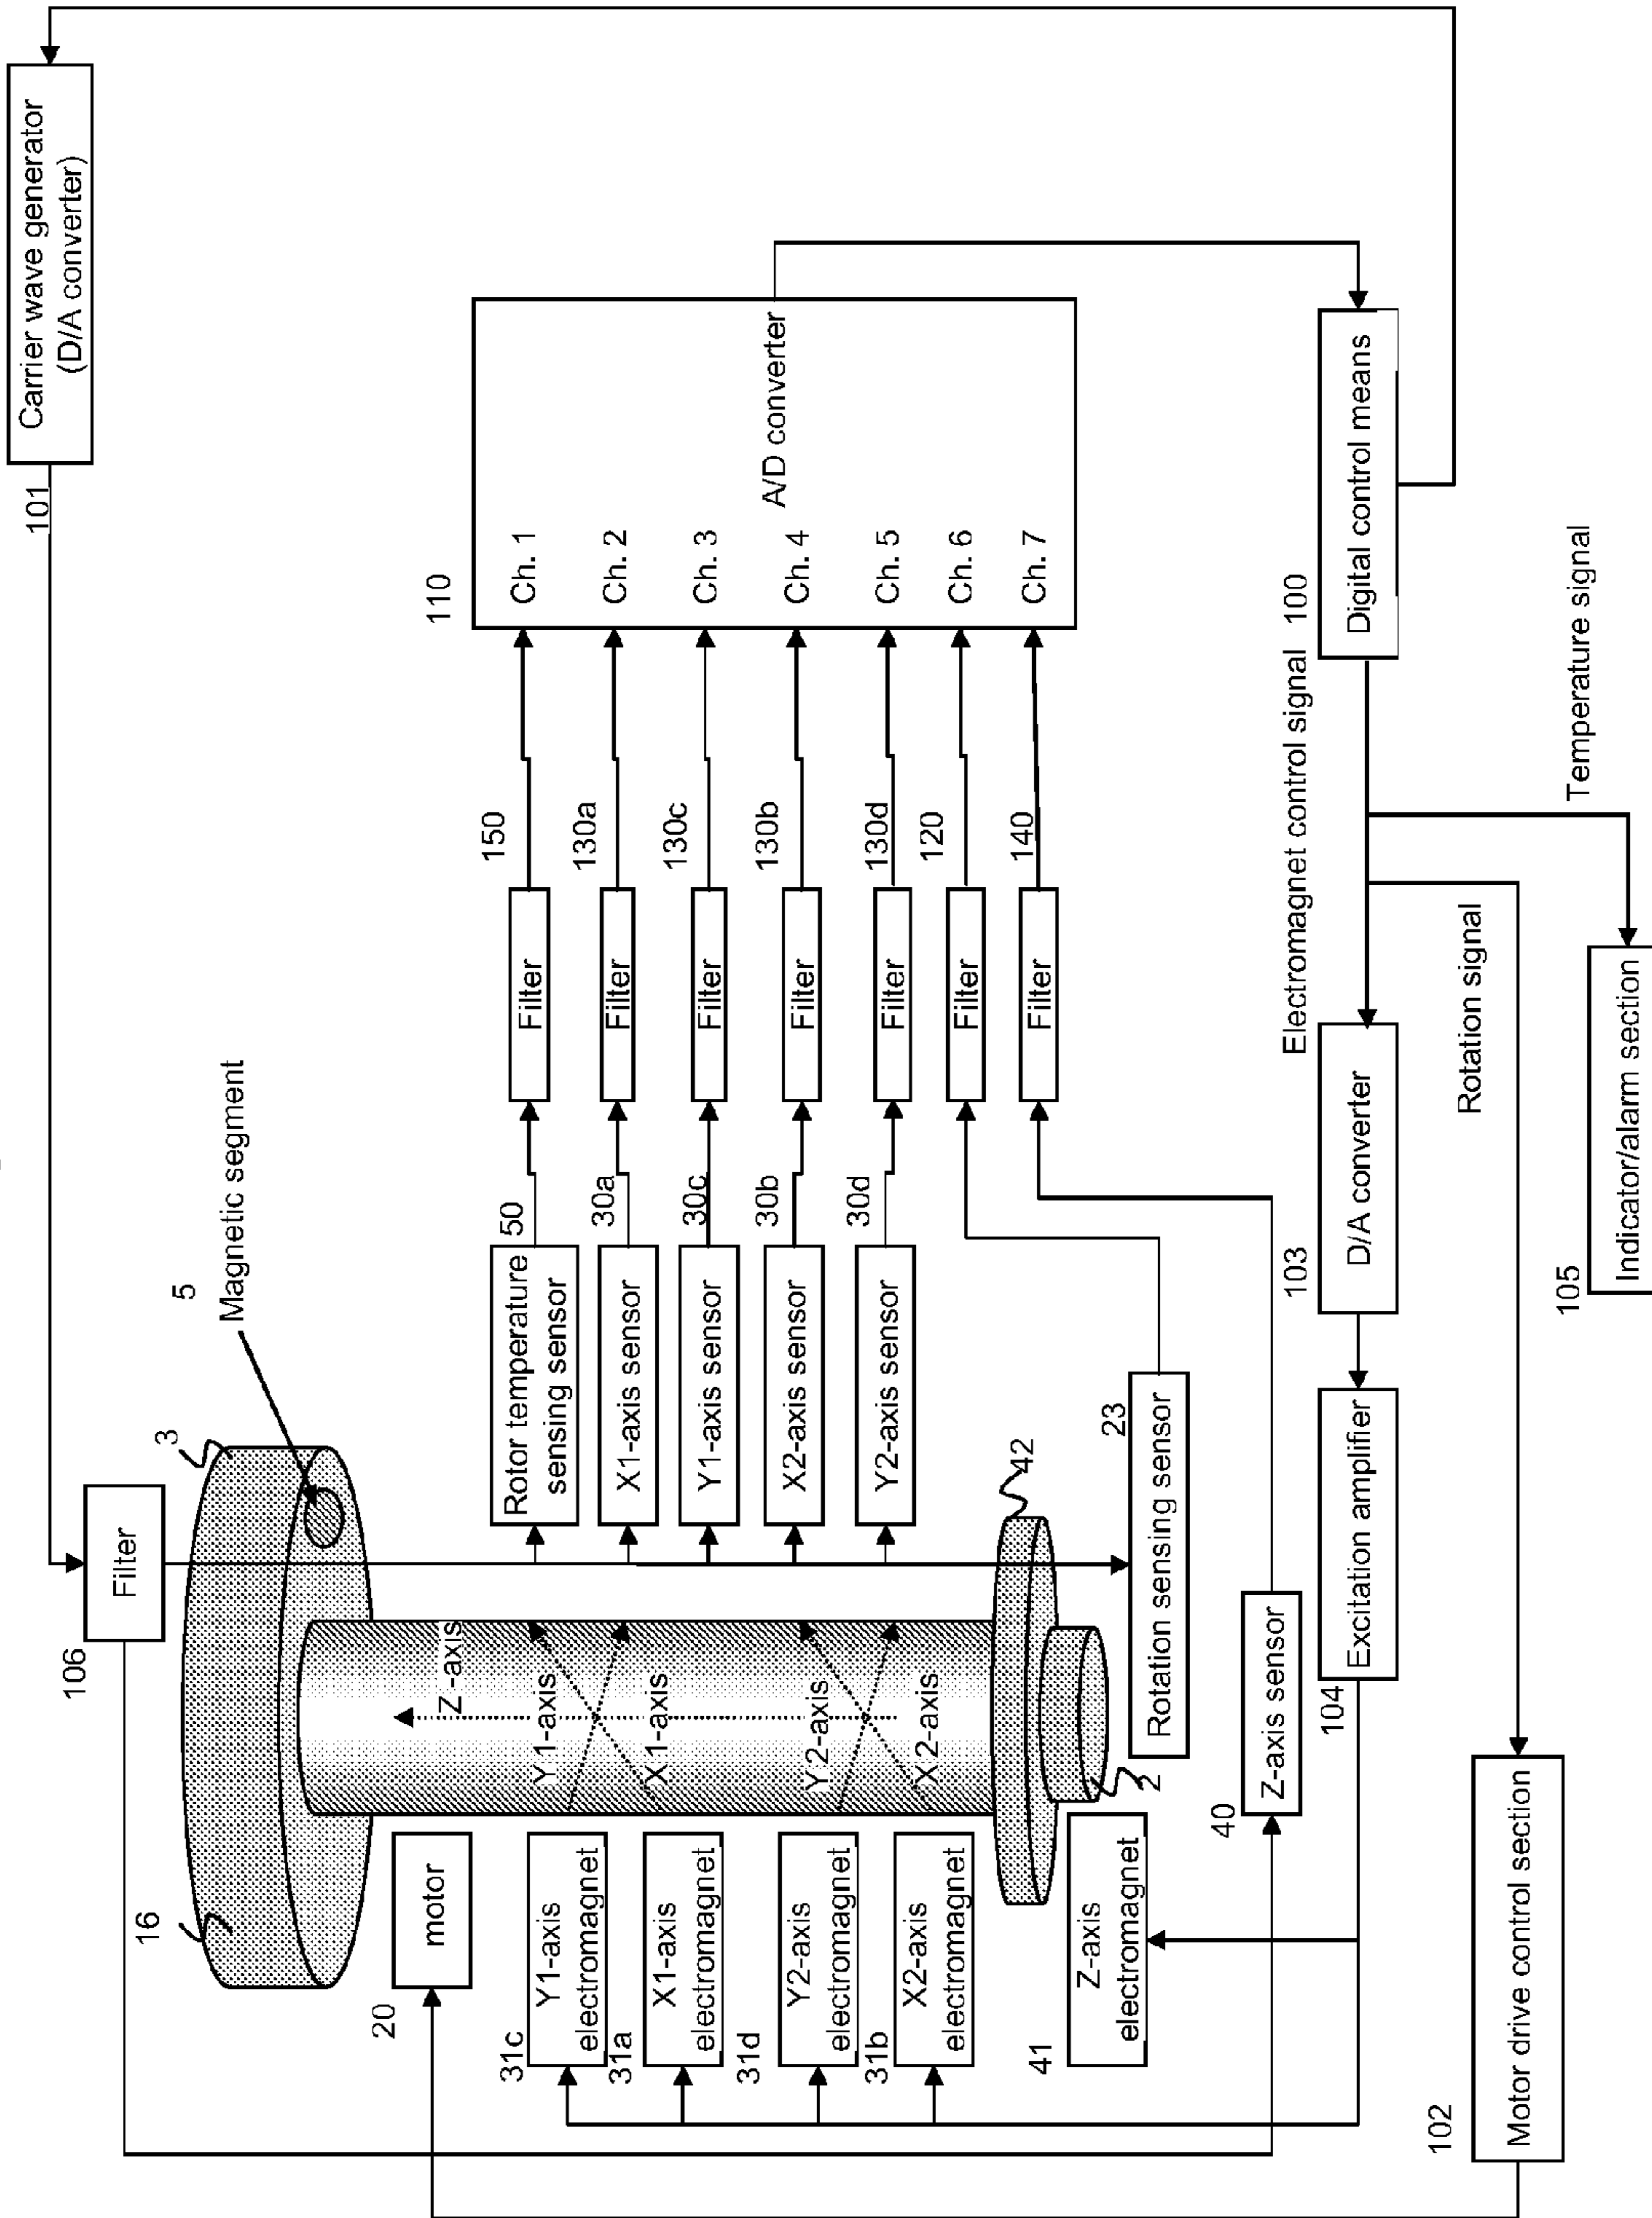 101
Carrier wave generator
(D/A converter)
106
Filter
3
5
Magnetic segment
16
20
motor
Z-axis
Y1-axis
X1-axis
Y2-axis
X2-axis
42
2
31c
Y1-axis
electromagnet
31a
X1-axis
electromagnet
31d
Y2-axis
electromagnet
31b
X2-axis
electromagnet
41
Z-axis
electromagnet
50
Rotor temperature
sensing sensor
30a
X1-axis sensor
30c
Y1-axis sensor
30b
X2-axis sensor
30d
Y2-axis sensor
23
Rotation sensing sensor
40
Z-axis sensor
150
Filter
130a
Filter
130c
Filter
130b
Filter
130d
Filter
120
Filter
140
Filter
110
Ch. 1
Ch. 2
Ch. 3
Ch. 4
Ch. 5
Ch. 6
Ch. 7
A/D converter
104
Excitation amplifier
103
D/A converter
Electromagnet control signal
100
Digital control means
Rotation signal
Temperature signal
102
Motor drive control section
105
Indicator/alarm section